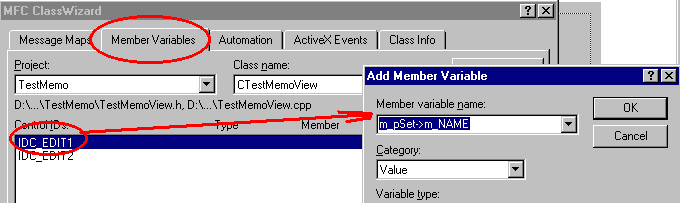 MFC ClassWizard
Message Maps Member Variables Automation ActiveX Events Class Info
Project: Class name:
TestMemo CTestMemoView
D:\...\TestMemo\TestMemoView.h, D:\...\TestMemoView.cpp
Control IDs: Type Member
IDC_EDIT1
IDC_EDIT2
Add Member Variable
Member variable name:
m_pSet->m_NAME
OK
Cancel
Category:
Value
Variable type: